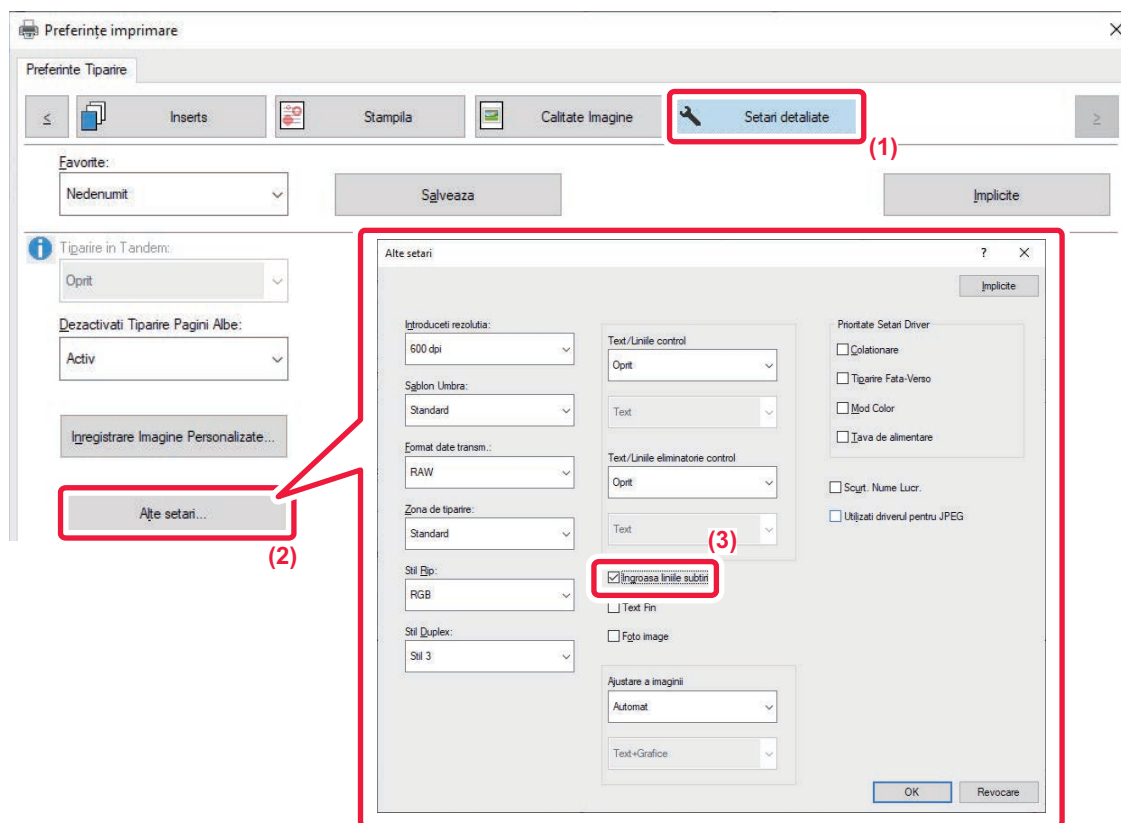 Preferințe imprimare
Preferinte Tiparire
<
Inserts
Stampila
Calitate Imagine
Setari detaliate
>
(1)
Favorite:
Nedenumit
Salveaza
Implicite
Tiparire in Tandem:
Oprit
Dezactivati Tiparire Pagini Albe:
Activ
Inregistrare Imagine Personalizate...
Alte setari...
(2)
Alte setari
?
Implicite
Introduceti rezolutia:
600 dpi
Sablon Umbra:
Standard
Format date transm.:
RAW
Zona de tiparire:
Standard
Stil Rip:
RGB
Stil Duplex:
Stil 3
Text/Liniile control
Oprit
Text
Text/Liniile eliminatorie control
Oprit
Text
(3)
Ingroasa liniile subtiri
Text Fin
Foto image
Ajustare a imaginii
Automat
Text+Grafice
Prioritate Setari Driver
Colationare
Tiparire Fata-Verso
Mod Color
Tava de alimentare
Scurt. Nume Lucr.
Utilizati driverul pentru JPEG
OK
Revocare